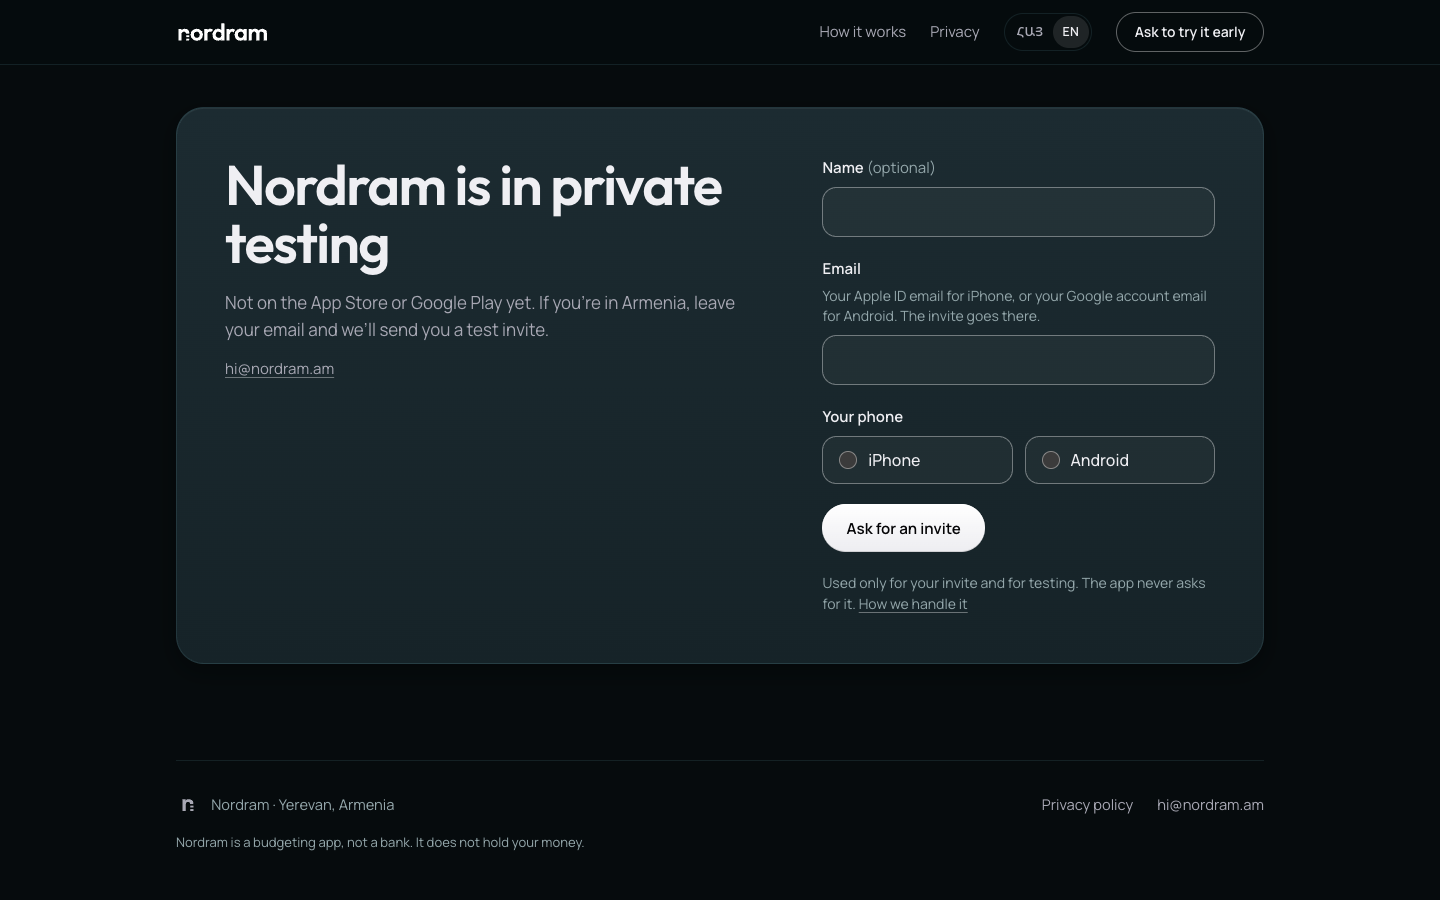 nordram
How it works
Privacy
ՀԱՅ
EN
Ask to try it early
Nordram is in private
testing
Not on the App Store or Google Play yet. If you’re in Armenia, leave
your email and we’ll send you a test invite.
hi@nordram.am
Name (optional)
Email
Your Apple ID email for iPhone, or your Google account email
for Android. The invite goes there.
Your phone
iPhone
Android
Ask for an invite
Used only for your invite and for testing. The app never asks
for it. How we handle it
n
Nordram · Yerevan, Armenia
Privacy policy
hi@nordram.am
Nordram is a budgeting app, not a bank. It does not hold your money.